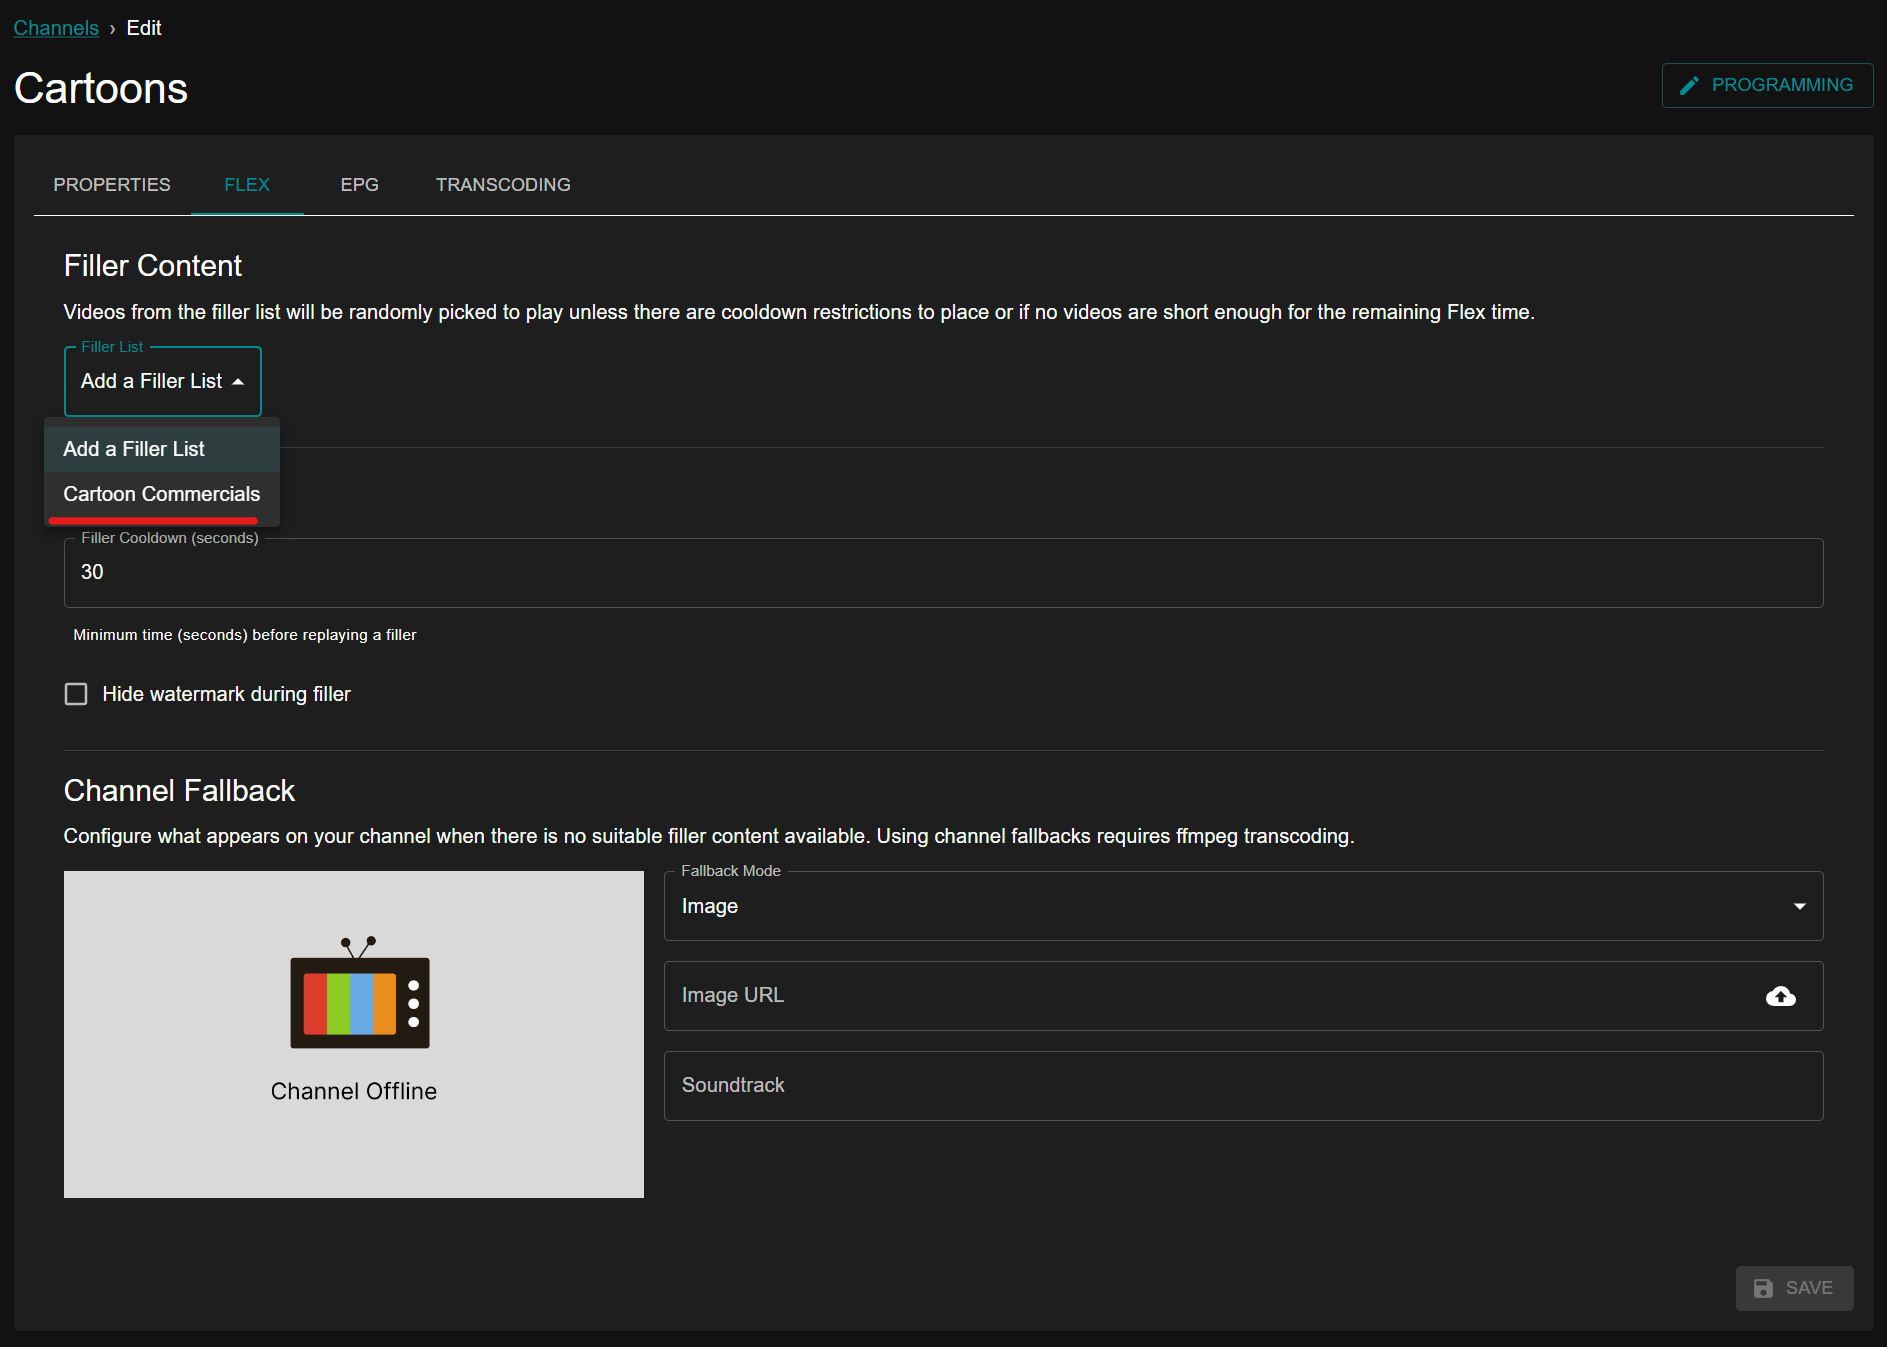 Channels › Edit
Cartoons
PROGRAMMING
PROPERTIES FLEX EPG TRANSCODING
Filler Content
Videos from the filler list will be randomly picked to play unless there are cooldown restrictions to place or if no videos are short enough for the remaining Flex time.
Filler List
Add a Filler List
Add a Filler List
Cartoon Commercials
Filler Cooldown (seconds)
30
Minimum time (seconds) before replaying a filler
Hide watermark during filler
Channel Fallback
Configure what appears on your channel when there is no suitable filler content available. Using channel fallbacks requires ffmpeg transcoding.
Channel Offline
Fallback Mode
Image
Image URL
Soundtrack
SAVE